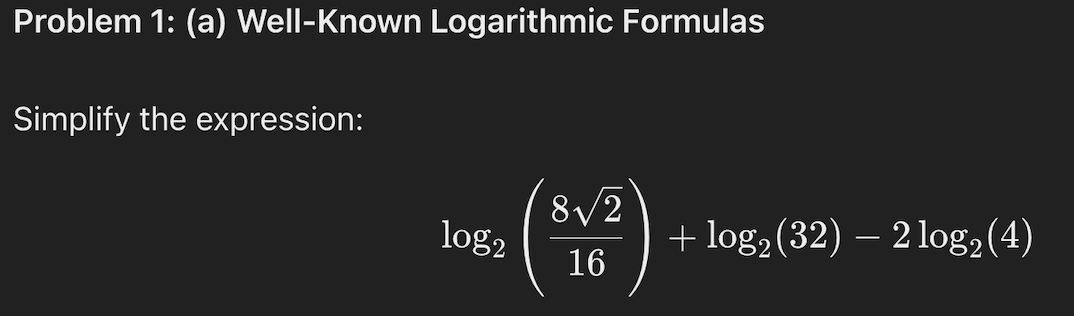 Problem 1: (a) Well-Known Logarithmic Formulas
Simplify the expression:
log₂(8√2/16) + log₂(32) − 2 log₂(4)